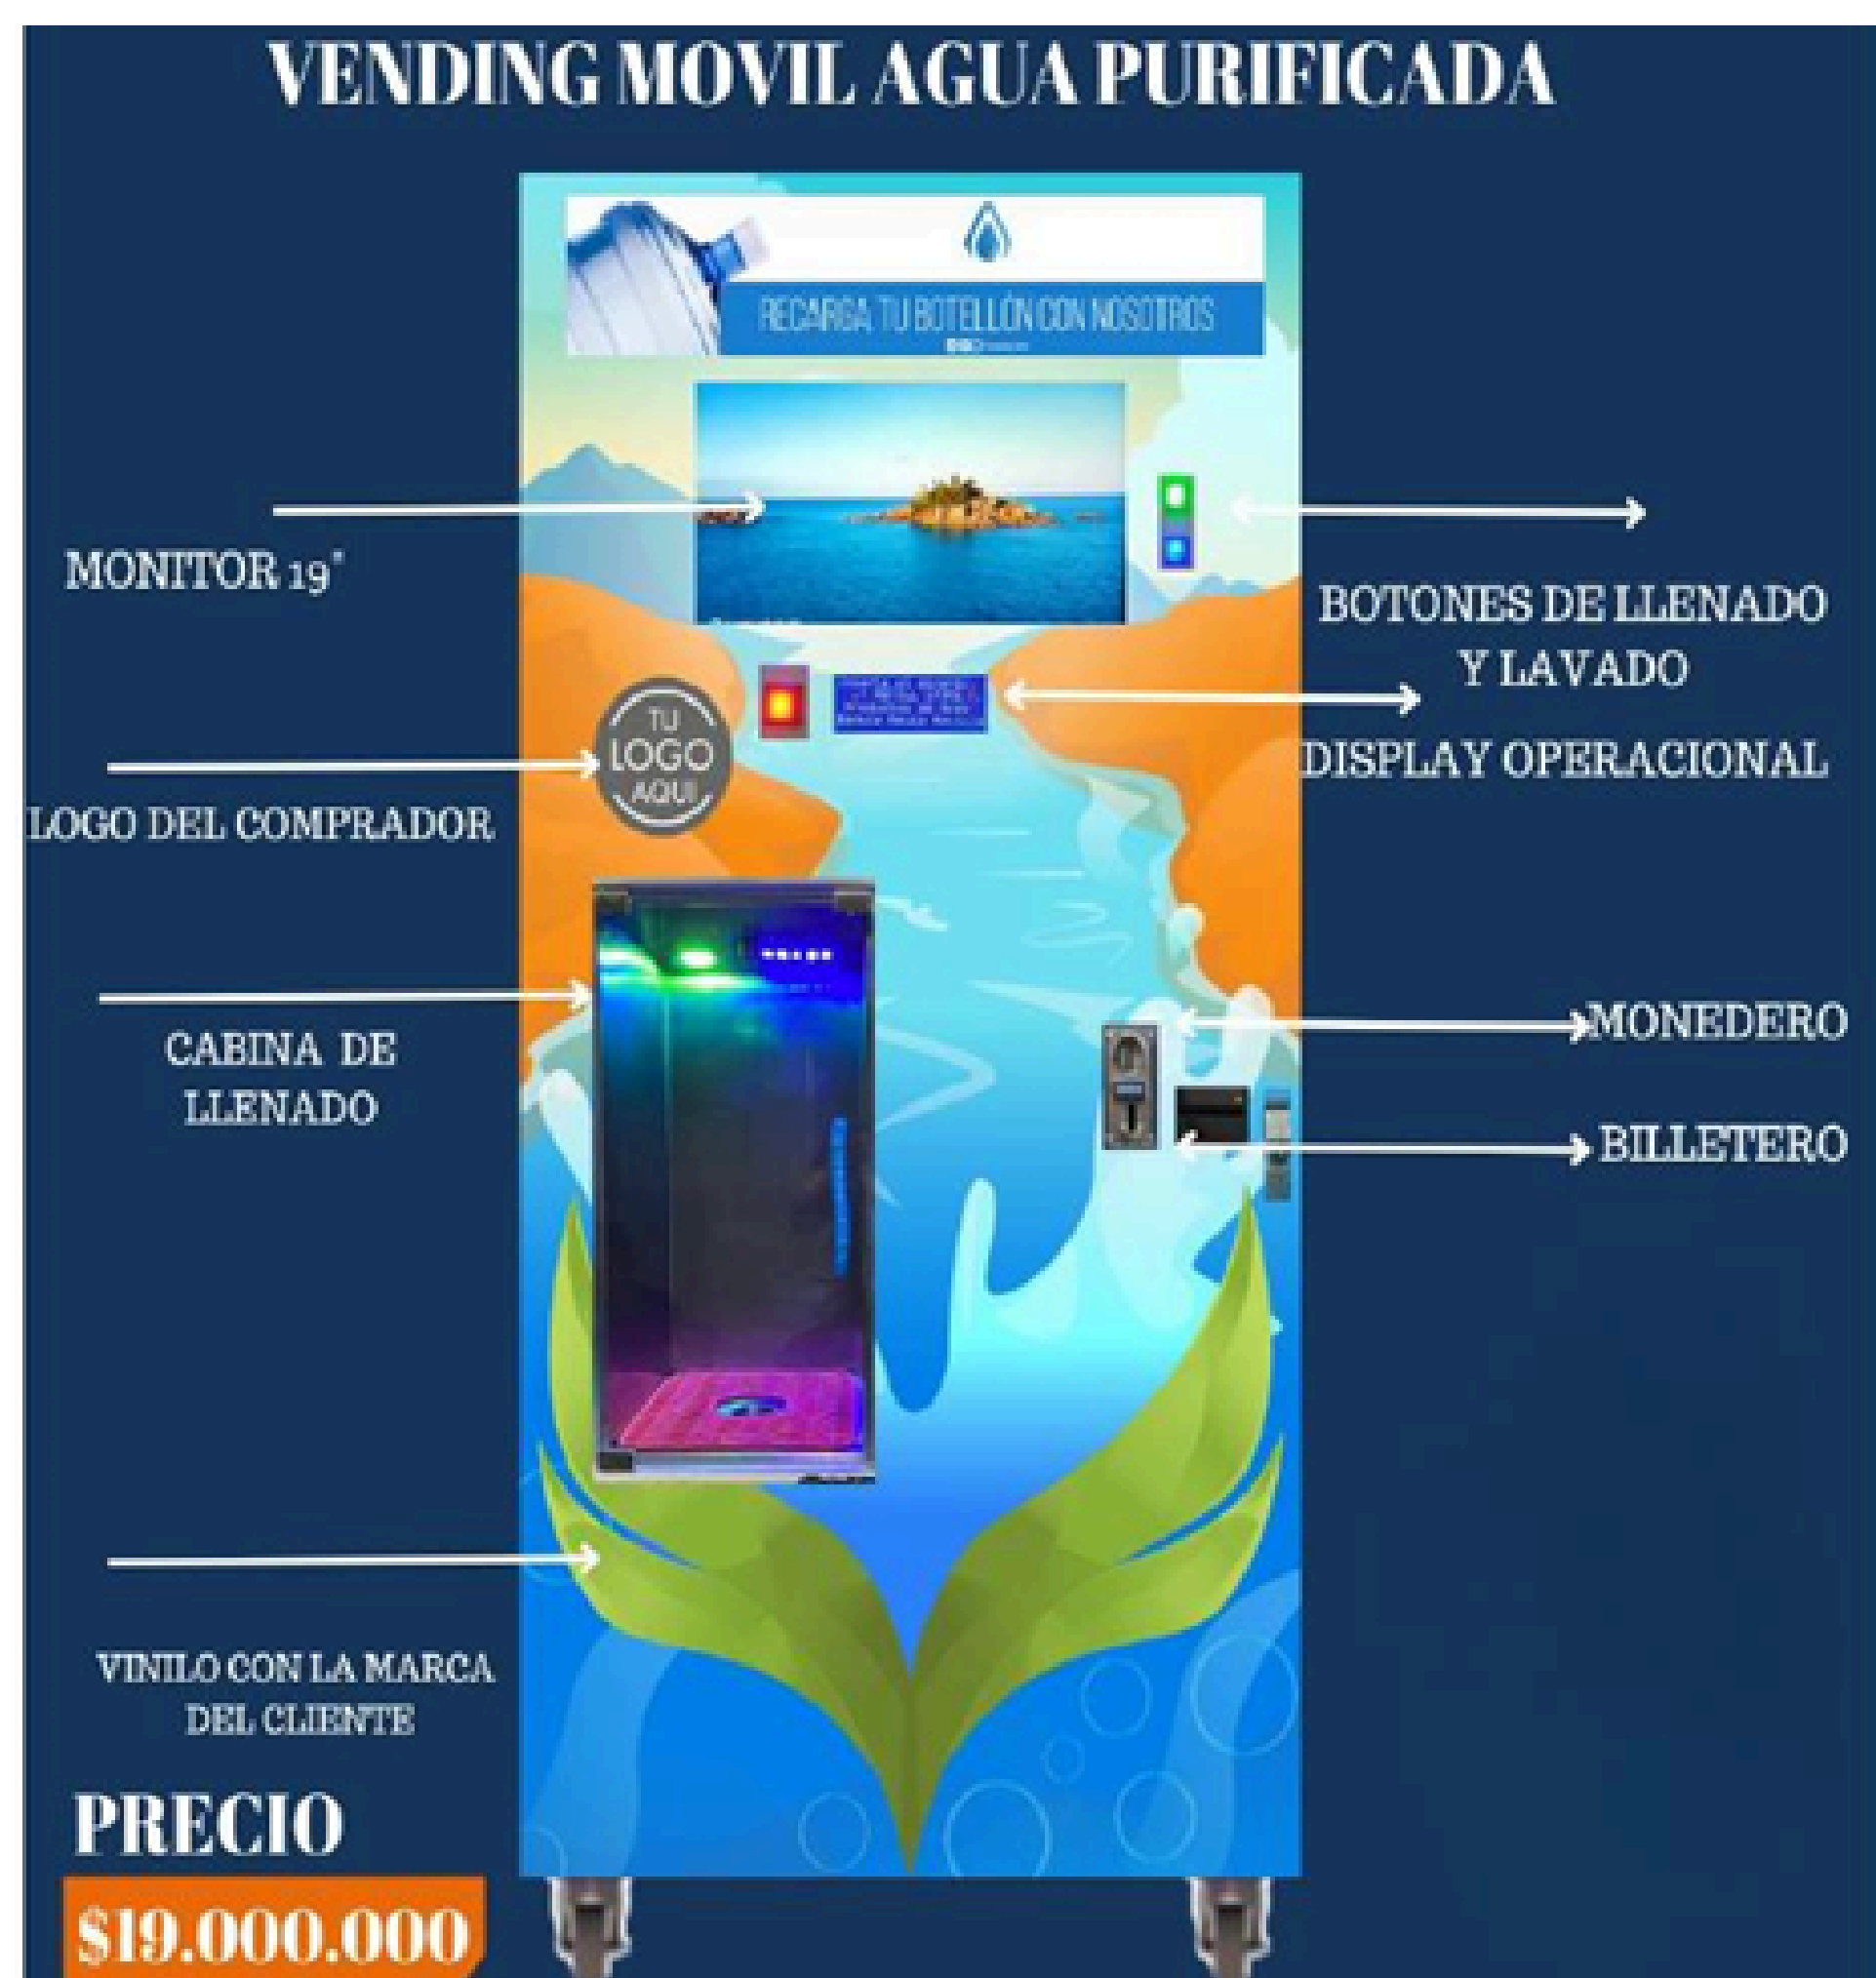 VENDING MOVIL AGUA PURIFICADA
RECARGA TU BOTELLÓN CON NOSOTROS
MONITOR 19"
BOTONES DE LLENADO
Y LAVADO
TU
LOGO
AQUI
DISPLAY OPERACIONAL
LOGO DEL COMPRADOR
CABINA DE
LLENADO
MONEDERO
BILLETERO
VINILO CON LA MARCA
DEL CLIENTE
PRECIO
$19.000.000